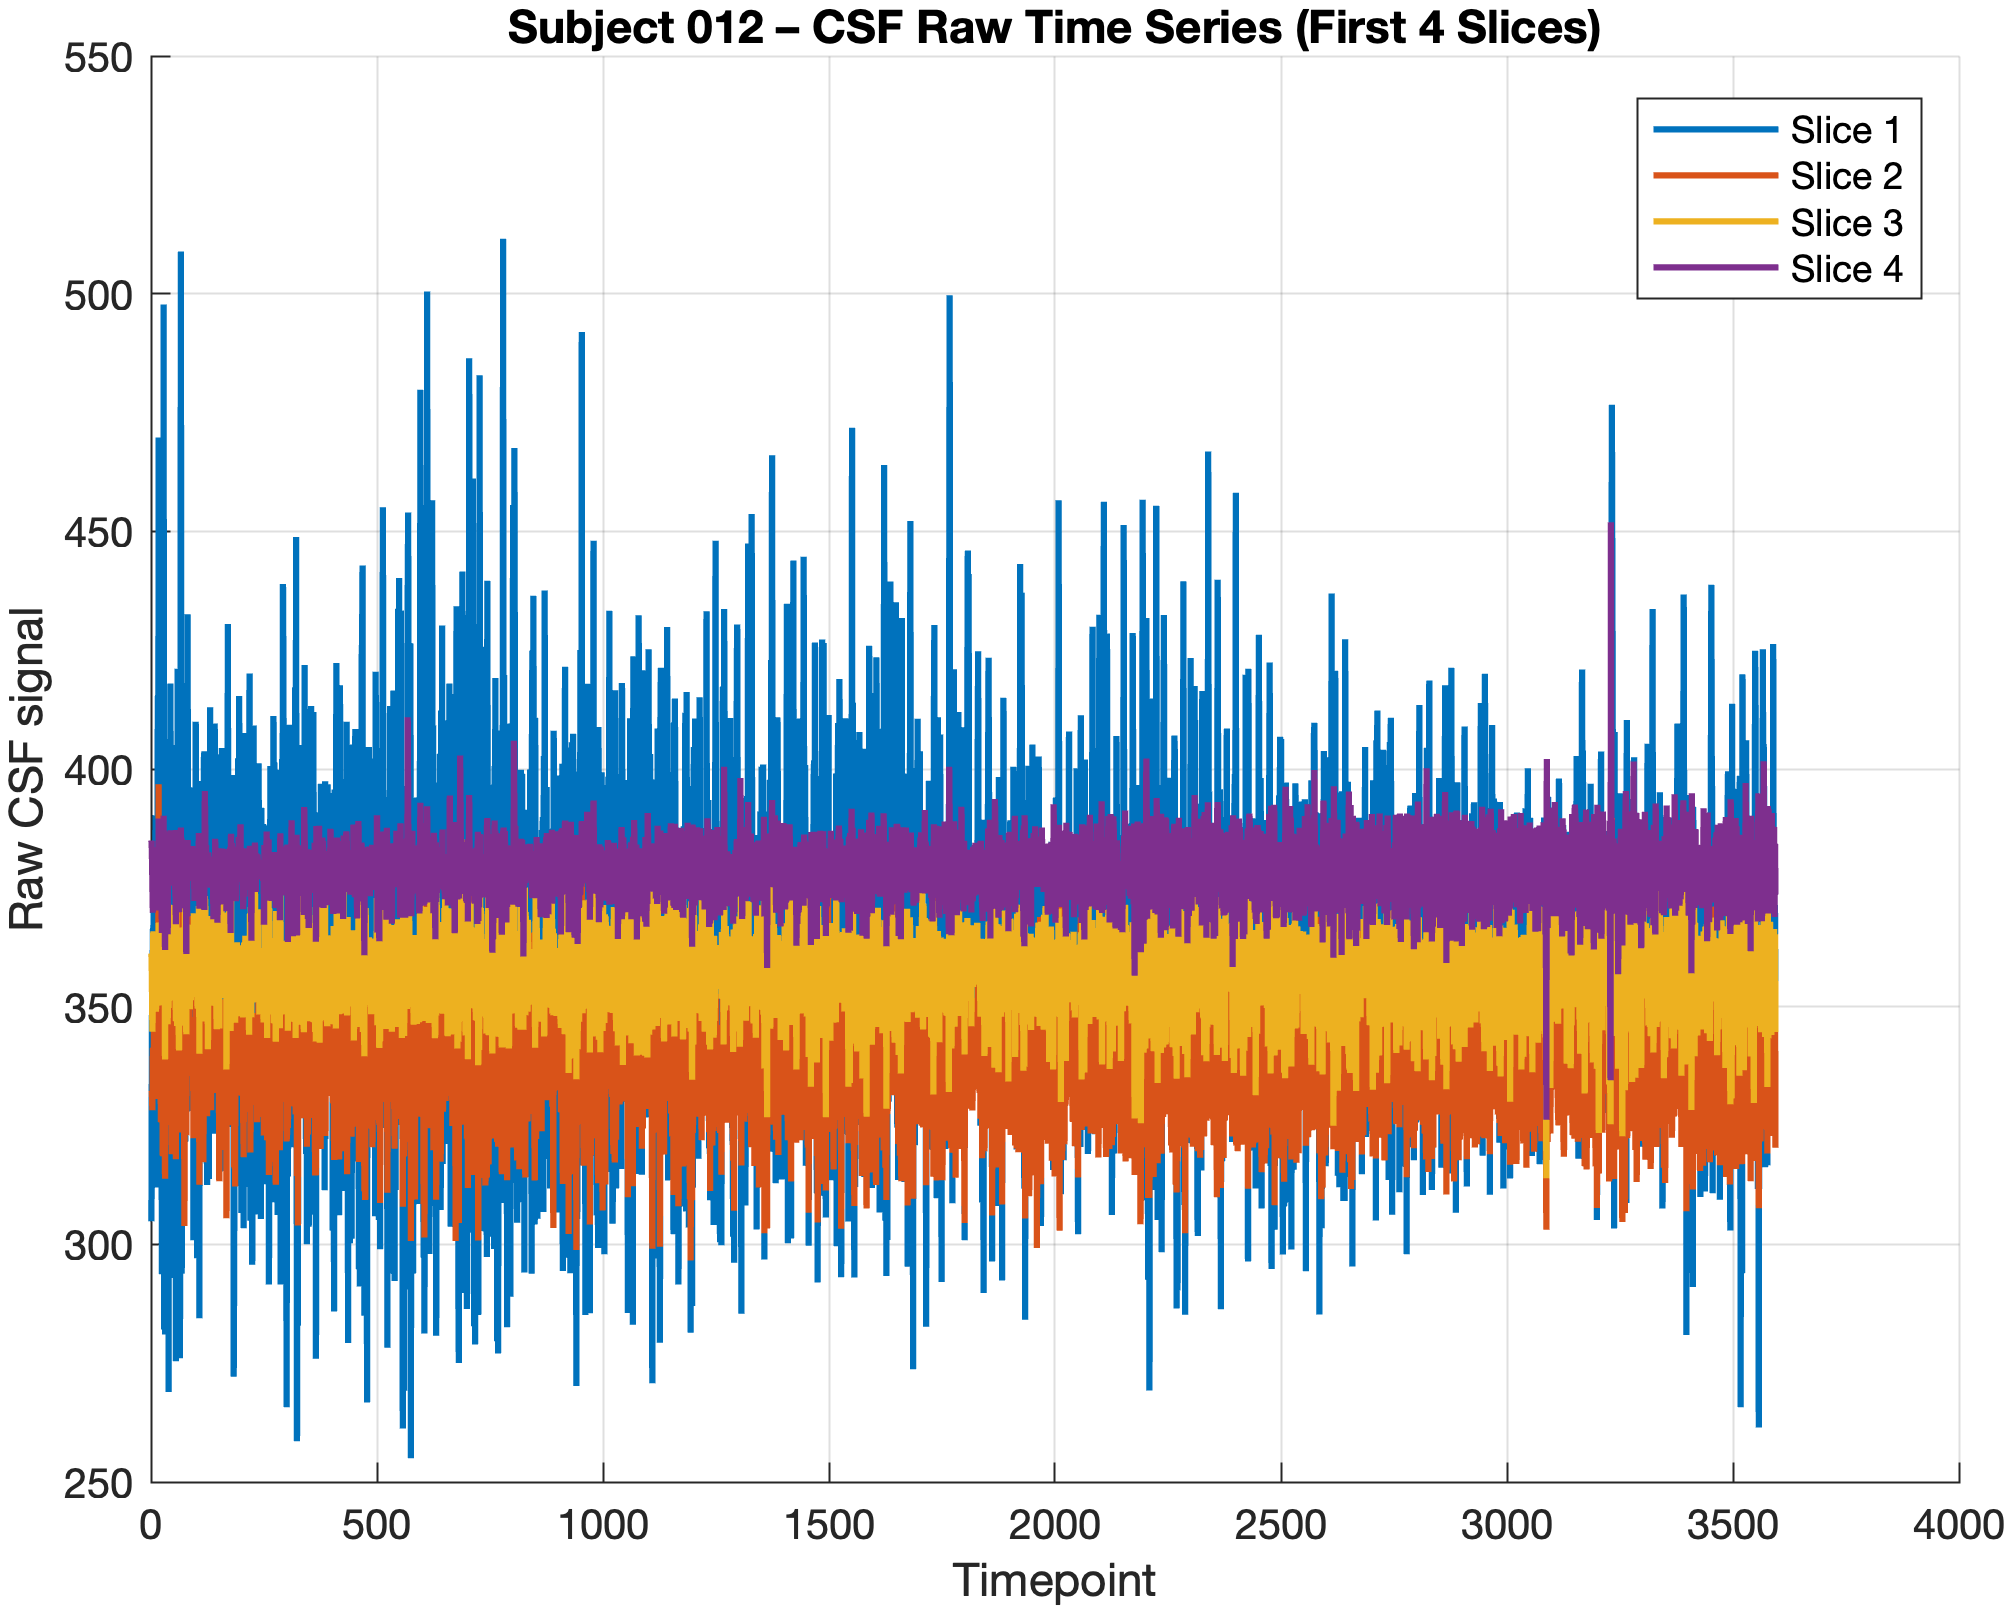 Subject 012 – CSF Raw Time Series (First 4 Slices)
550
500
450
400
350
300
250
Raw CSF signal
Slice 1
Slice 2
Slice 3
Slice 4
0 500 1000 1500 2000 2500 3000 3500 4000
Timepoint